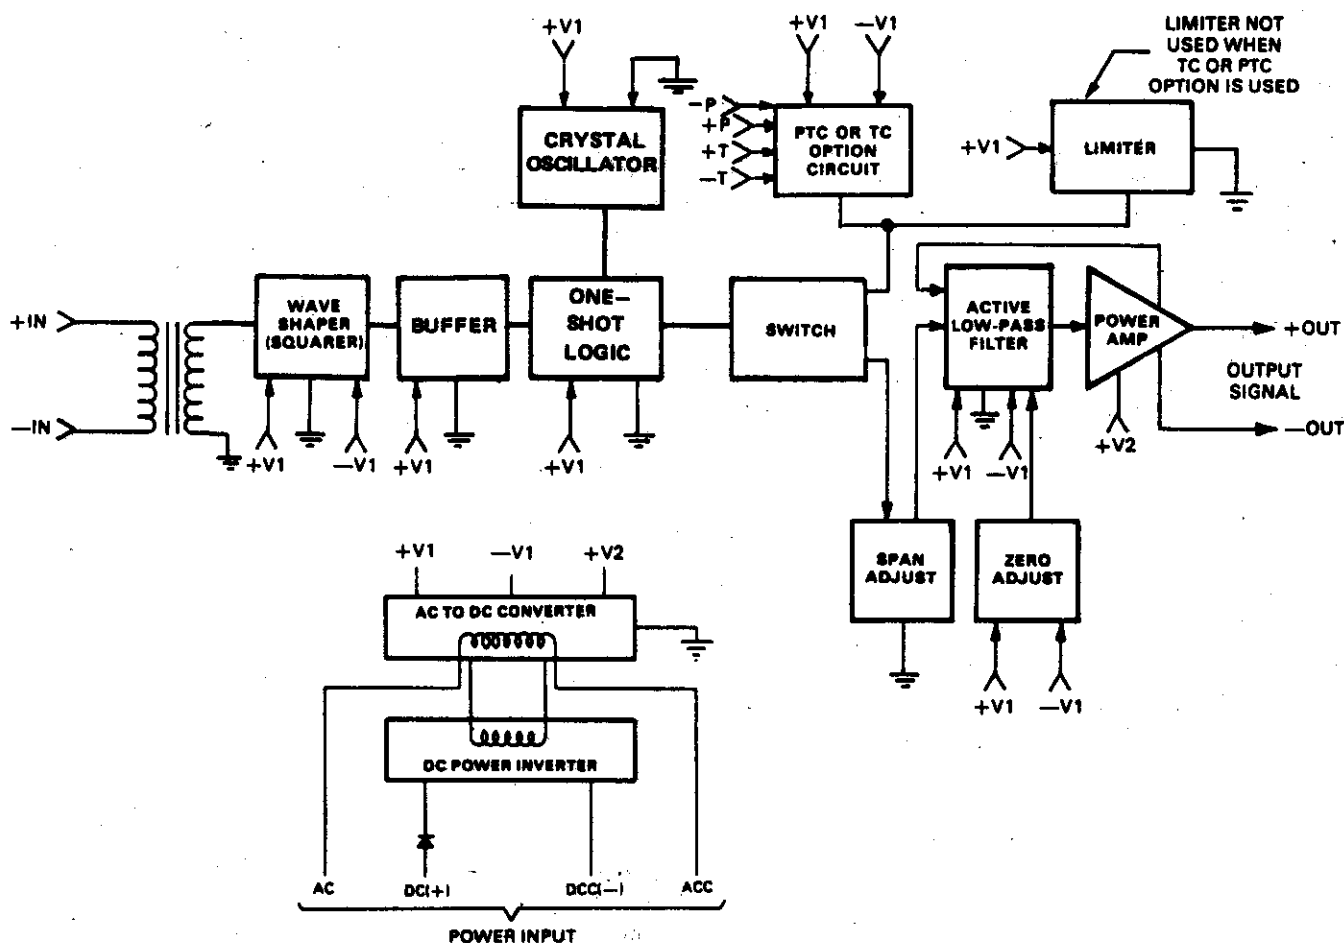 +V1
+V1
—V1
LIMITER NOT
USED WHEN
TC OR PTC
OPTION IS USED
—P
+P
+T
—T
CRYSTAL
OSCILLATOR
PTC OR TC
OPTION
CIRCUIT
+V1
LIMITER
+IN
—IN
WAVE
SHAPER
(SQUARER)
BUFFER
ONE—
SHOT
LOGIC
SWITCH
ACTIVE
LOW-PASS
FILTER
POWER
AMP
+OUT
OUTPUT
SIGNAL
—OUT
+V1
—V1
+V1
+V1
+V1
—V1
+V2
SPAN
ADJUST
ZERO
ADJUST
+V1
—V1
+V1
—V1
+V2
AC TO DC CONVERTER
DC POWER INVERTER
AC
DC(+)
DCC(—)
ACC
POWER INPUT